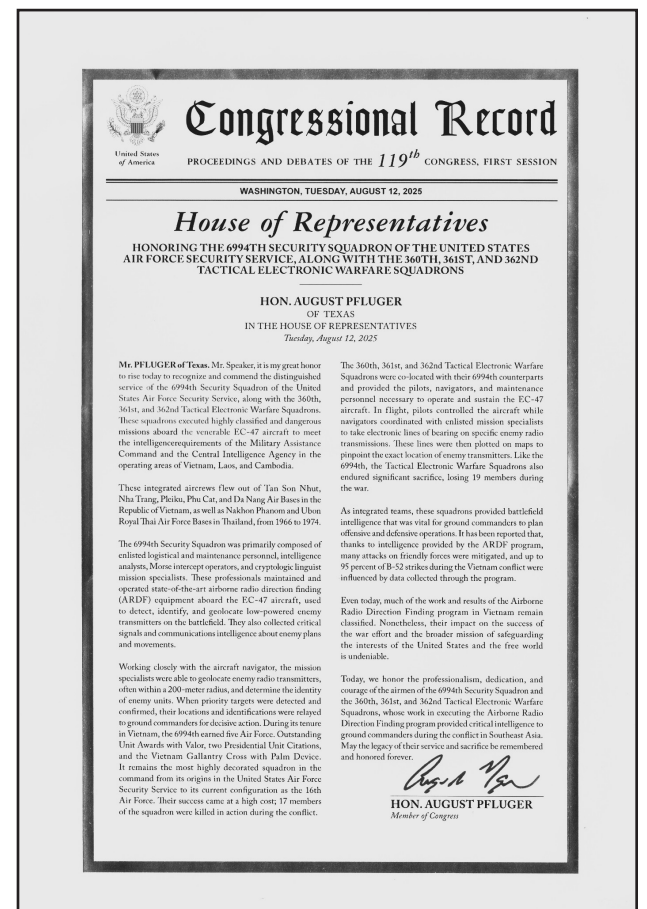 Congressional Record
United States
of America
PROCEEDINGS AND DEBATES OF THE 119th CONGRESS, FIRST SESSION
WASHINGTON, TUESDAY, AUGUST 12, 2025
House of Representatives
HONORING THE 6994TH SECURITY SQUADRON OF THE UNITED STATES
AIR FORCE SECURITY SERVICE, ALONG WITH THE 360TH, 361ST, AND 362ND
TACTICAL ELECTRONIC WARFARE SQUADRONS
HON. AUGUST PFLUGER
OF TEXAS
IN THE HOUSE OF REPRESENTATIVES
Tuesday, August 12, 2025
Mr. PFLUGER of Texas. Mr. Speaker, it is my great honor
to rise today to recognize and commend the distinguished
service of the 6994th Security Squadron of the United
States Air Force Security Service, along with the 360th,
361st, and 362nd Tactical Electronic Warfare Squadrons.
These squadrons executed highly classified and dangerous
missions aboard the venerable EC-47 aircraft to meet
the intelligencerequirements of the Military Assistance
Command and the Central Intelligence Agency in the
operating areas of Vietnam, Laos, and Cambodia.
These integrated aircrews flew out of Tan Son Nhut,
Nha Trang, Pleiku, Phu Cat, and Da Nang Air Bases in the
Republic of Vietnam, as well as Nakhon Phanom and Ubon
Royal Thai Air Force Bases in Thailand, from 1966 to 1974.
The 6994th Security Squadron was primarily composed of
enlisted logistical and maintenance personnel, intelligence
analysts, Morse intercept operators, and cryptologic linguist
mission specialists. These professionals maintained and
operated state-of-the-art airborne radio direction finding
(ARDF) equipment aboard the EC-47 aircraft, used
to detect, identify, and geolocate low-powered enemy
transmitters on the battlefield. They also collected critical
signals and communications intelligence about enemy plans
and movements.
Working closely with the aircraft navigator, the mission
specialists were able to geolocate enemy radio transmitters,
often within a 200-meter radius, and determine the identity
of enemy units. When priority targets were detected and
confirmed, their locations and identifications were relayed
to ground commanders for decisive action. During its tenure
in Vietnam, the 6994th earned five Air Force. Outstanding
Unit Awards with Valor, two Presidential Unit Citations,
and the Vietnam Gallantry Cross with Palm Device.
It remains the most highly decorated squadron in the
command from its origins in the United States Air Force
Security Service to its current configuration as the 16th
Air Force. Their success came at a high cost; 17 members
of the squadron were killed in action during the conflict.
The 360th, 361st, and 362nd Tactical Electronic Warfare
Squadrons were co-located with their 6994th counterparts
and provided the pilots, navigators, and maintenance
personnel necessary to operate and sustain the EC-47
aircraft. In flight, pilots controlled the aircraft while
navigators coordinated with enlisted mission specialists
to take electronic lines of bearing on specific enemy radio
transmissions. These lines were then plotted on maps to
pinpoint the exact location of enemy transmitters. Like the
6994th, the Tactical Electronic Warfare Squadrons also
endured significant sacrifice, losing 19 members during
the war.
As integrated teams, these squadrons provided battlefield
intelligence that was vital for ground commanders to plan
offensive and defensive operations. It has been reported that,
thanks to intelligence provided by the ARDF program,
many attacks on friendly forces were mitigated, and up to
95 percent of B-52 strikes during the Vietnam conflict were
influenced by data collected through the program.
Even today, much of the work and results of the Airborne
Radio Direction Finding program in Vietnam remain
classified. Nonetheless, their impact on the success of
the war effort and the broader mission of safeguarding
the interests of the United States and the free world
is undeniable.
Today, we honor the professionalism, dedication, and
courage of the airmen of the 6994th Security Squadron and
the 360th, 361st, and 362nd Tactical Electronic Warfare
Squadrons, whose work in executing the Airborne Radio
Direction Finding program provided critical intelligence to
ground commanders during the conflict in Southeast Asia.
May the legacy of their service and sacrifice be remembered
and honored forever.
HON. AUGUST PFLUGER
Member of Congress